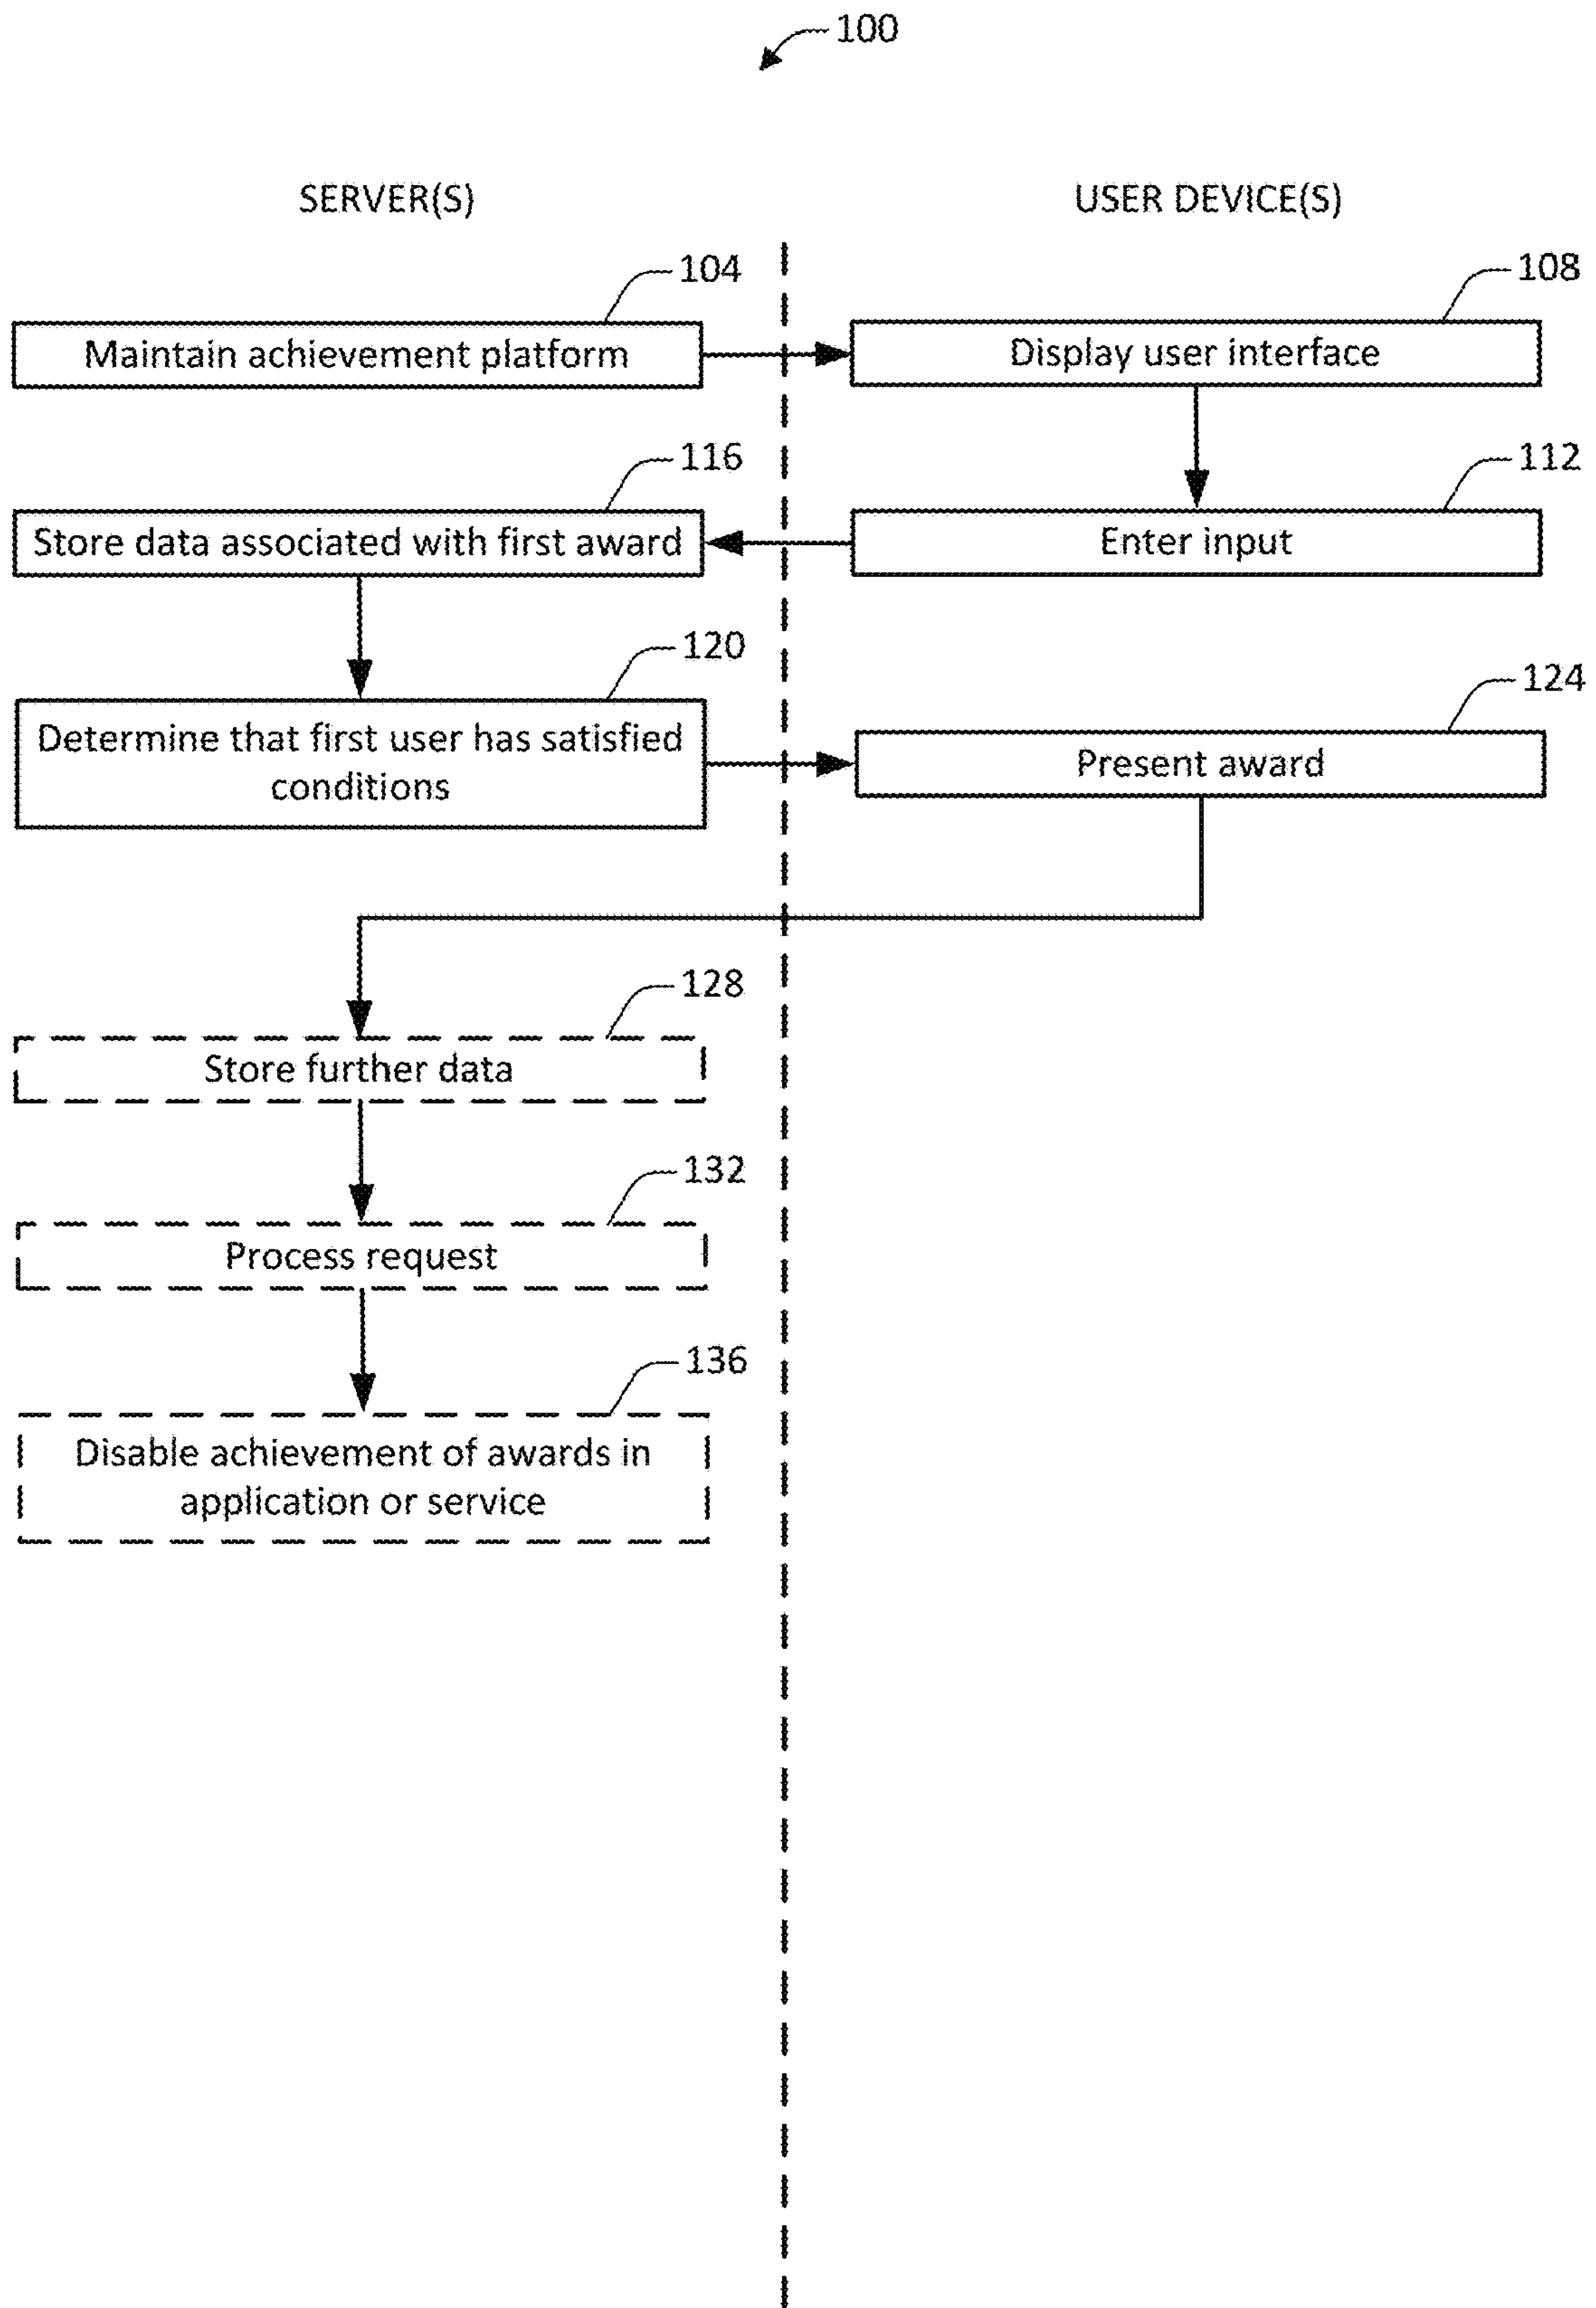 100
SERVER(S)
USER DEVICE(S)
104
108
Maintain achievement platform
Display user interface
116
112
Store data associated with first award
Enter input
120
124
Determine that first user has satisfied
conditions
Present award
128
Store further data
132
Process request
136
Disable achievement of awards in
application or service